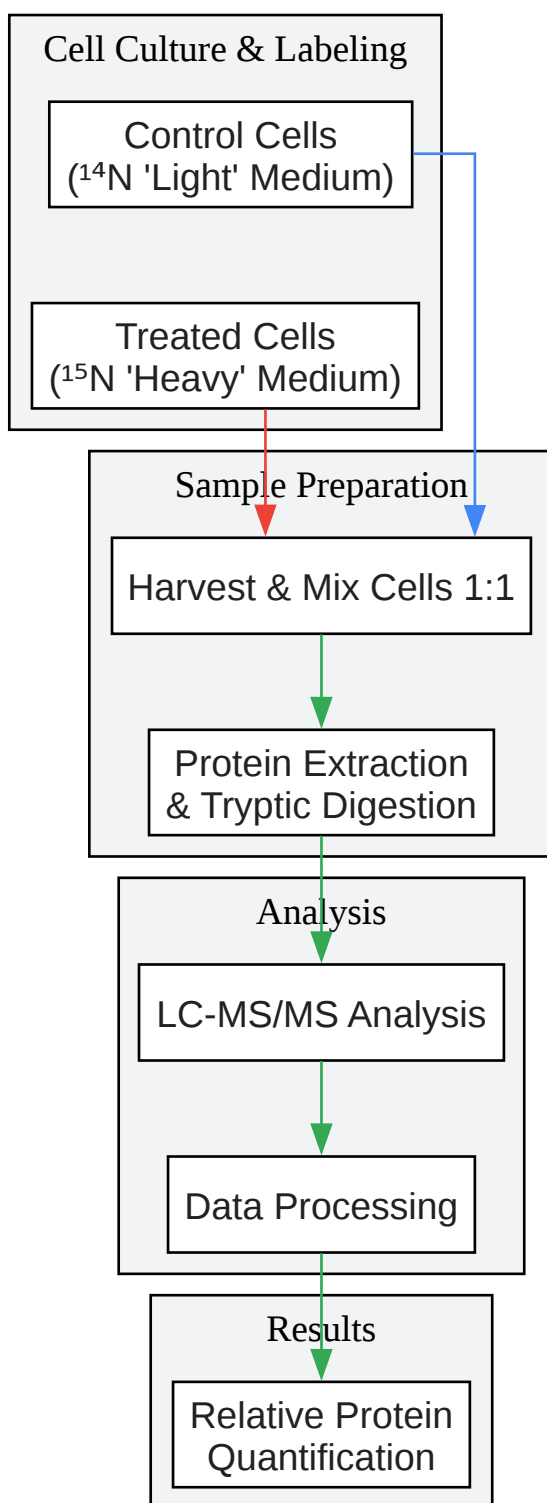 Cell Culture & Labeling
Control Cells
(¹⁴N 'Light' Medium)
Treated Cells
(¹⁵N 'Heavy' Medium)
Sample Preparation
Harvest & Mix Cells 1:1
Protein Extraction
& Tryptic Digestion
Analysis
LC-MS/MS Analysis
Data Processing
Results
Relative Protein
Quantification